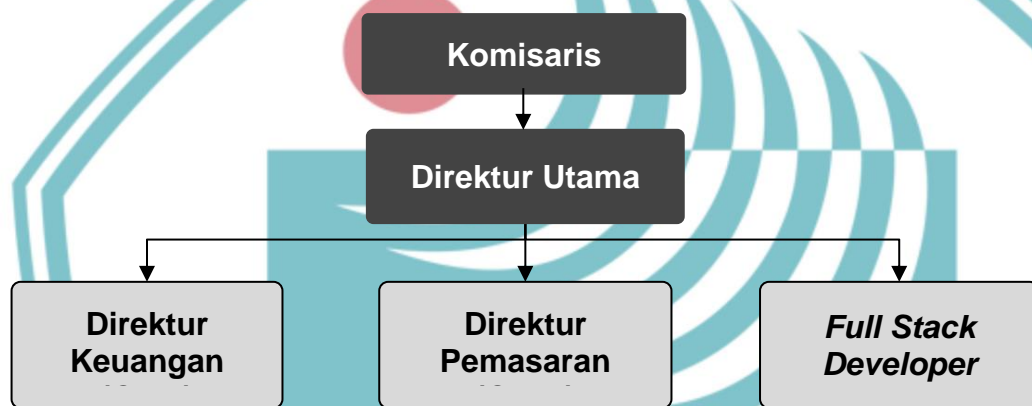 Komisaris
Direktur Utama
Direktur
Keuangan
Direktur
Pemasaran
Full Stack
Developer